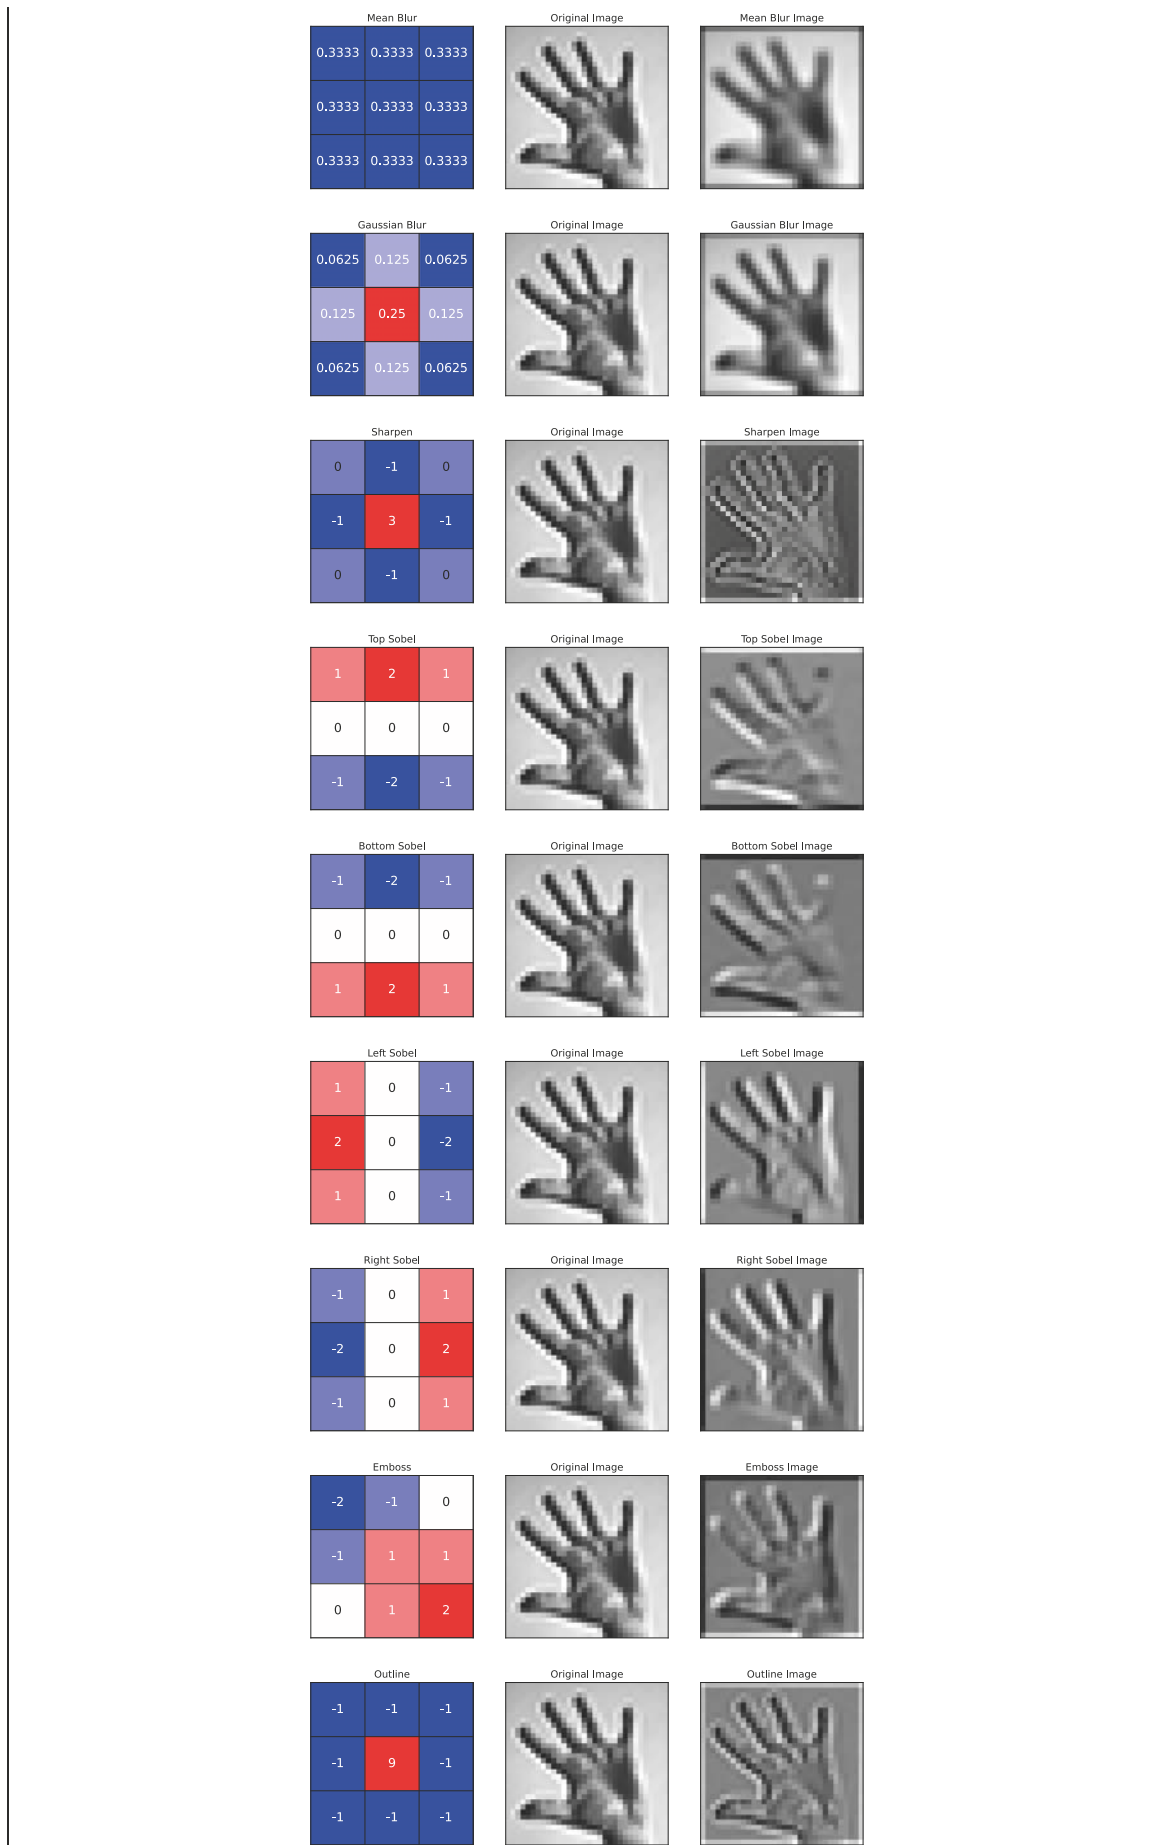 Mean Blur Original Image Mean Blur Image
0.3333 0.3333 0.3333
0.3333 0.3333 0.3333
0.3333 0.3333 0.3333
Gaussian Blur Original Image Gaussian Blur Image
0.0625 0.125 0.0625
0.125 0.25 0.125
0.0625 0.125 0.0625
Sharpen Original Image Sharpen Image
0 -1 0
-1 3 -1
0 -1 0
Top Sobel Original Image Top Sobel Image
1 2 1
0 0 0
-1 -2 -1
Bottom Sobel Original Image Bottom Sobel Image
-1 -2 -1
0 0 0
1 2 1
Left Sobel Original Image Left Sobel Image
1 0 -1
2 0 -2
1 0 -1
Right Sobel Original Image Right Sobel Image
-1 0 1
-2 0 2
-1 0 1
Emboss Original Image Emboss Image
-2 -1 0
-1 1 1
0 1 2
Outline Original Image Outline Image
-1 -1 -1
-1 9 -1
-1 -1 -1